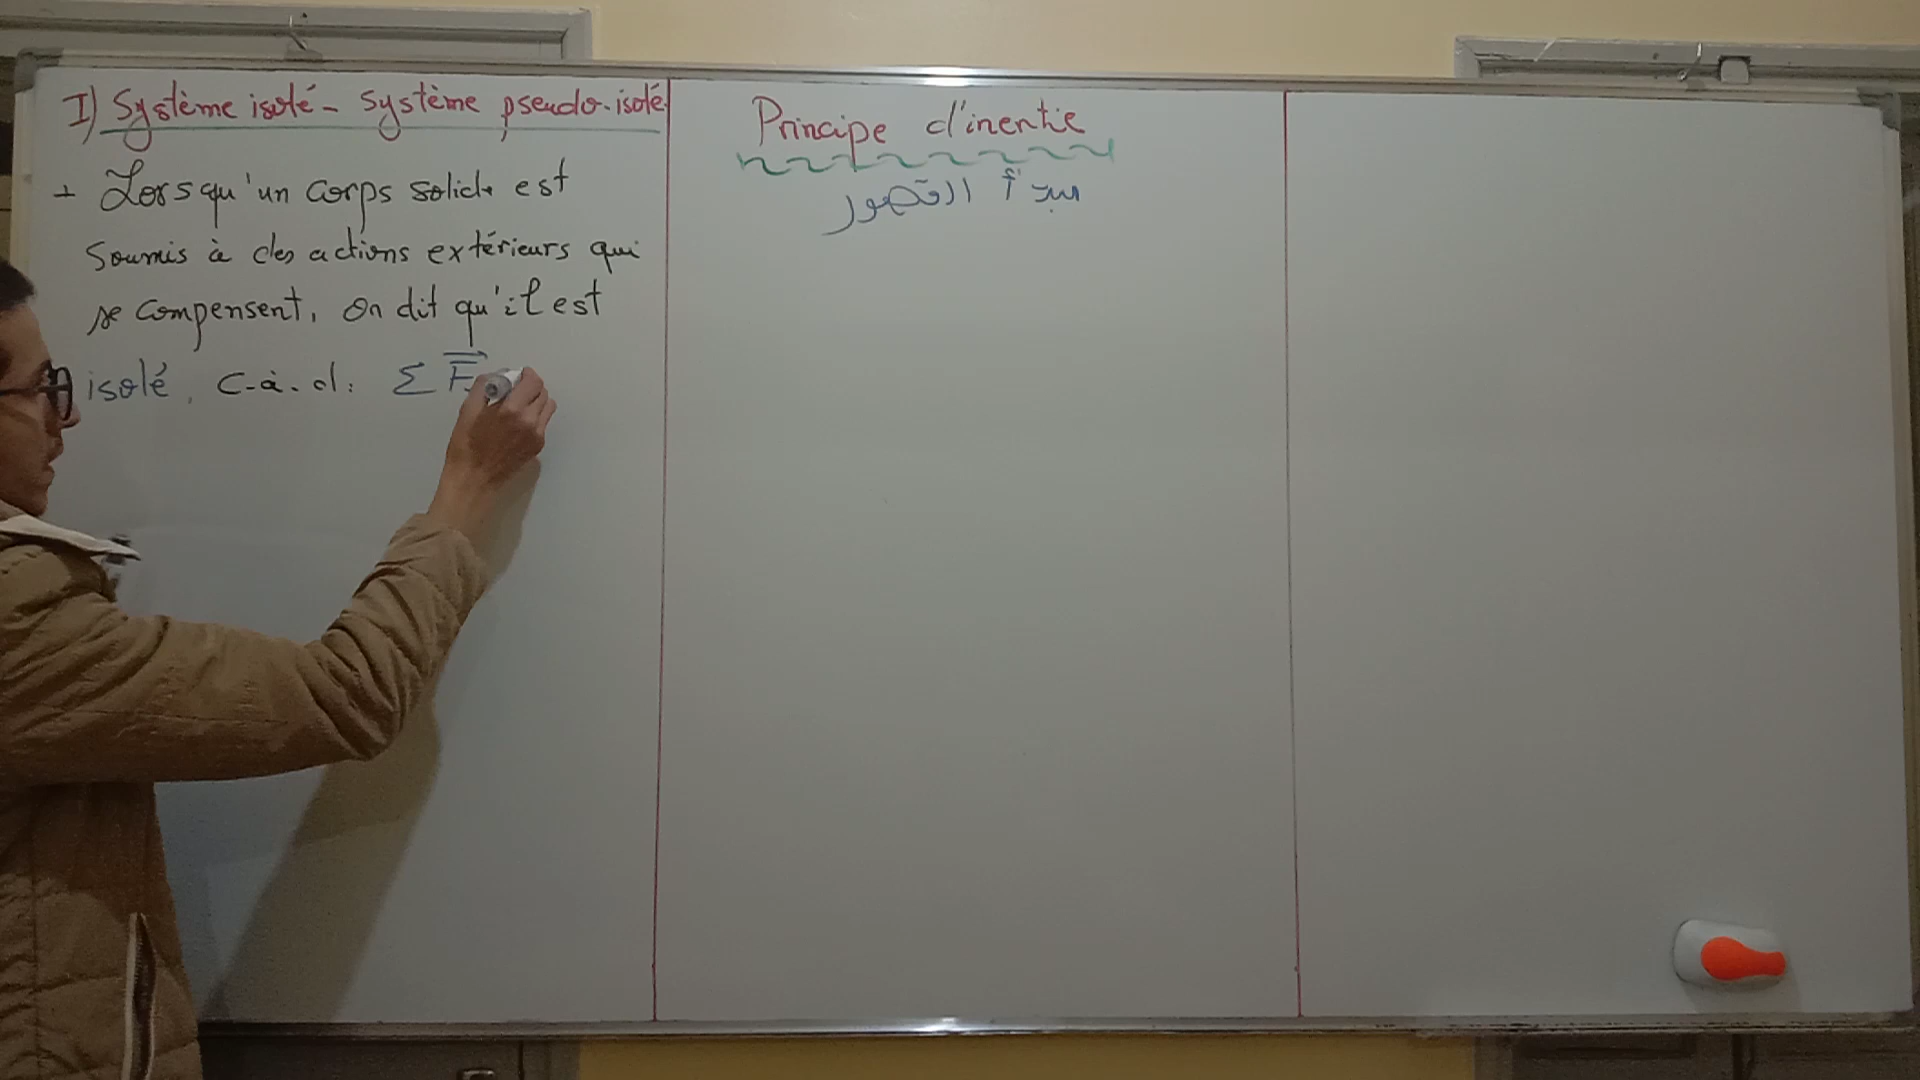 I) Système isolé - Système pseudo-isolé
+ Lorsqu'un corps solide est
soumis à des actions extérieurs qui
se compensent, on dit qu'il est
isolé, c-à-d: Σ F
Principe d'inertie
مبدأ القصور